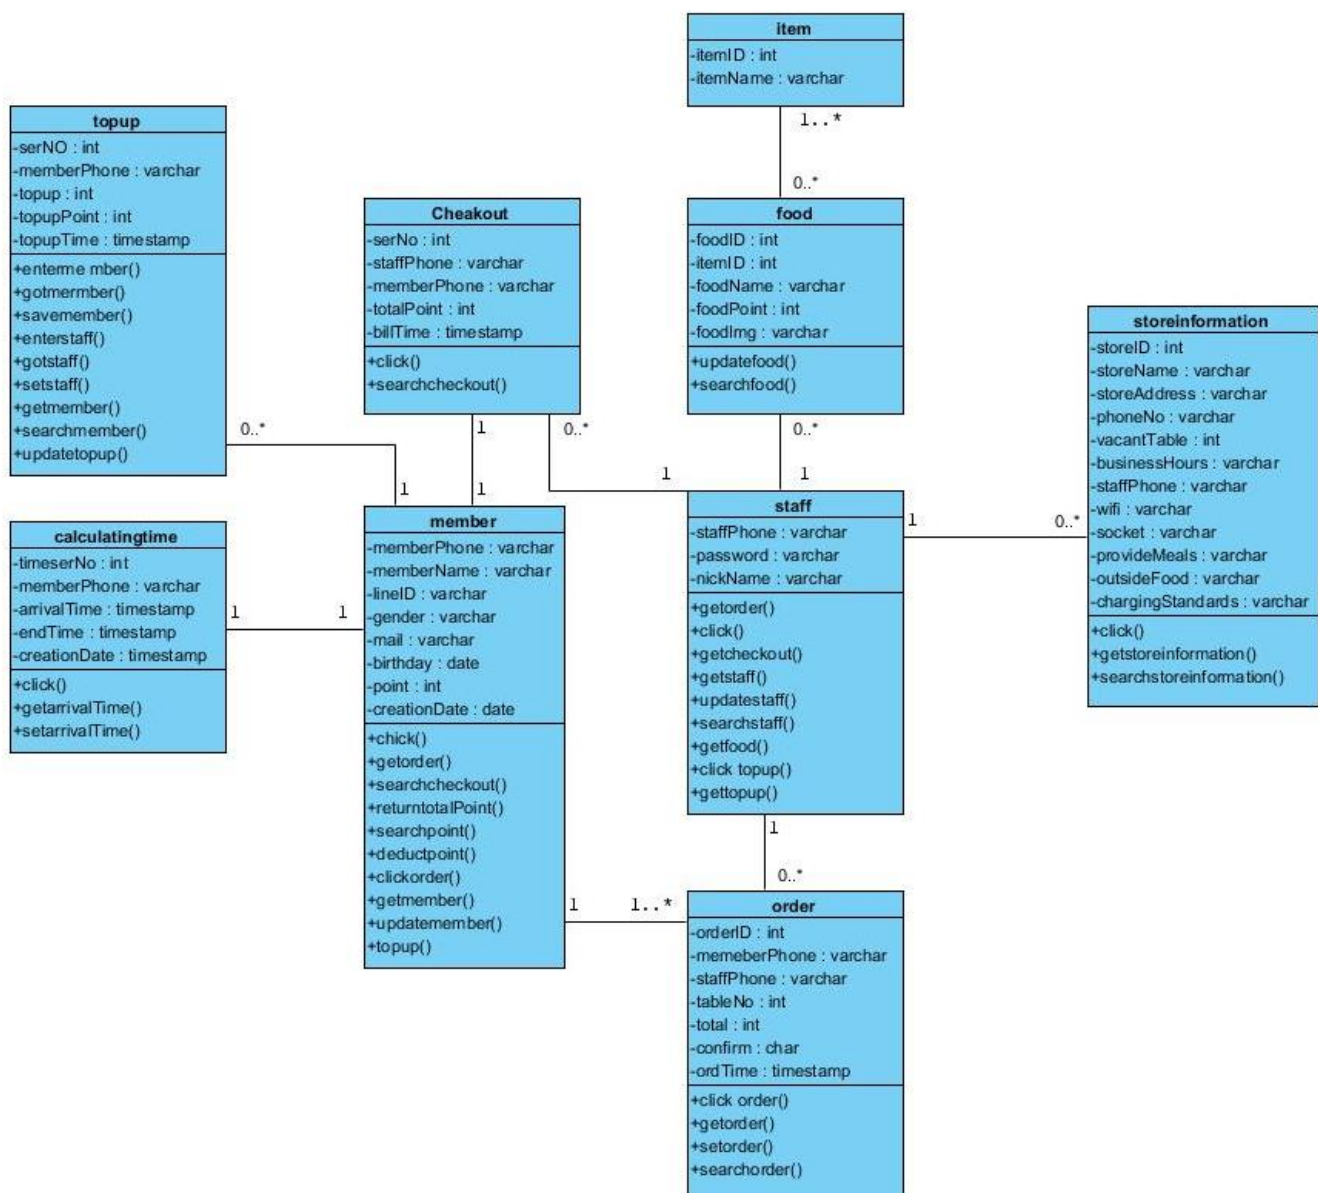 item
-itemID : int
-itemName : varchar
1..*
0..*
topup
-serNO : int
-memberPhone : varchar
-topup : int
-topupPoint : int
-topupTime : timestamp
+enterme mber()
+gotmermber()
+savemember()
+enterstaff()
+gotstaff()
+setstaff()
+getmember()
+searchmember()
+updatetopup()
0..*
1
Cheakout
-serNo : int
-staffPhone : varchar
-memberPhone : varchar
-totalPoint : int
-billTime : timestamp
+click()
+searchcheckout()
1
1
0..*
1
food
-foodID : int
-itemID : int
-foodName : varchar
-foodPoint : int
-foodImg : varchar
+updatefood()
+searchfood()
0..*
1
storeinformation
-storeID : int
-storeName : varchar
-storeAddress : varchar
-phoneNo : varchar
-vacantTable : int
-businessHours : varchar
-staffPhone : varchar
-wifi : varchar
-socket : varchar
-provideMeals : varchar
-outsideFood : varchar
-chargingStandards : varchar
+click()
+getstoreinformation()
+searchstoreinformation()
calculatingtime
-timeserNo : int
-memberPhone : varchar
-arrivalTime : timestamp
-endTime : timestamp
-creationDate : timestamp
+click()
+getarrivalTime()
+setarrivalTime()
1
1
member
-memberPhone : varchar
-memberName : varchar
-lineID : varchar
-gender : varchar
-mail : varchar
-birthday : date
-point : int
-creationDate : date
+chick()
+getorder()
+searchcheckout()
+returntotalPoint()
+searchpoint()
+deductpoint()
+clickorder()
+getmember()
+updatemember()
+topup()
staff
-staffPhone : varchar
-password : varchar
-nickName : varchar
+getorder()
+click()
+getcheckout()
+getstaff()
+updatestaff()
+searchstaff()
+getfood()
+click topup()
+gettopup()
1
0..*
1
0..*
1
1..*
order
-orderID : int
-memeberPhone : varchar
-staffPhone : varchar
-tableNo : int
-total : int
-confirm : char
-ordTime : timestamp
+click order()
+getorder()
+setorder()
+searchorder()